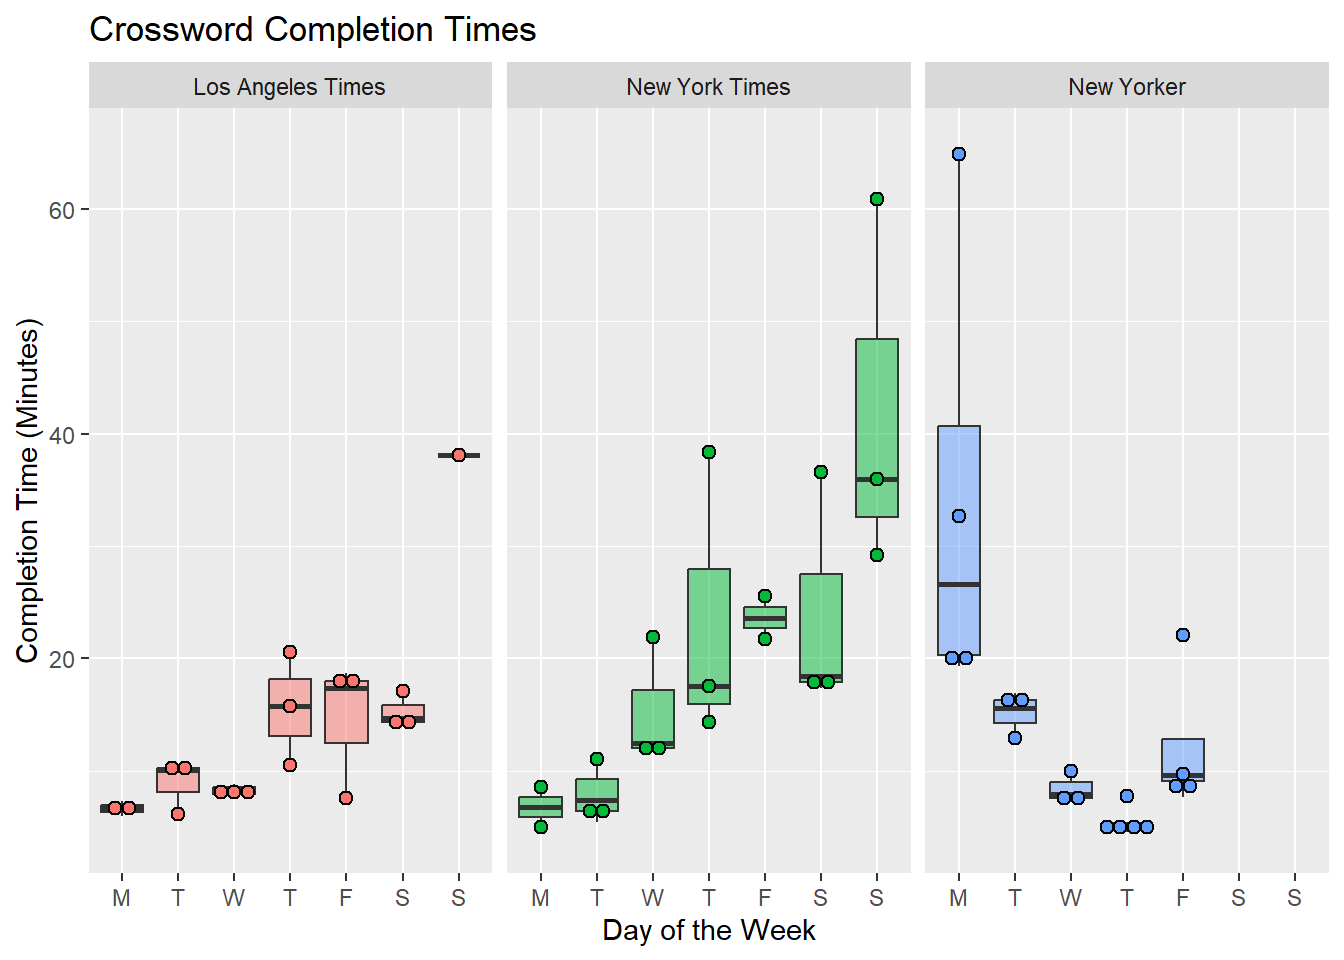 Crossword Completion Times
Los Angeles Times
New York Times
New Yorker
Completion Time (Minutes)
60
40
20
M T W T F S S
M T W T F S S
M T W T F S S
Day of the Week